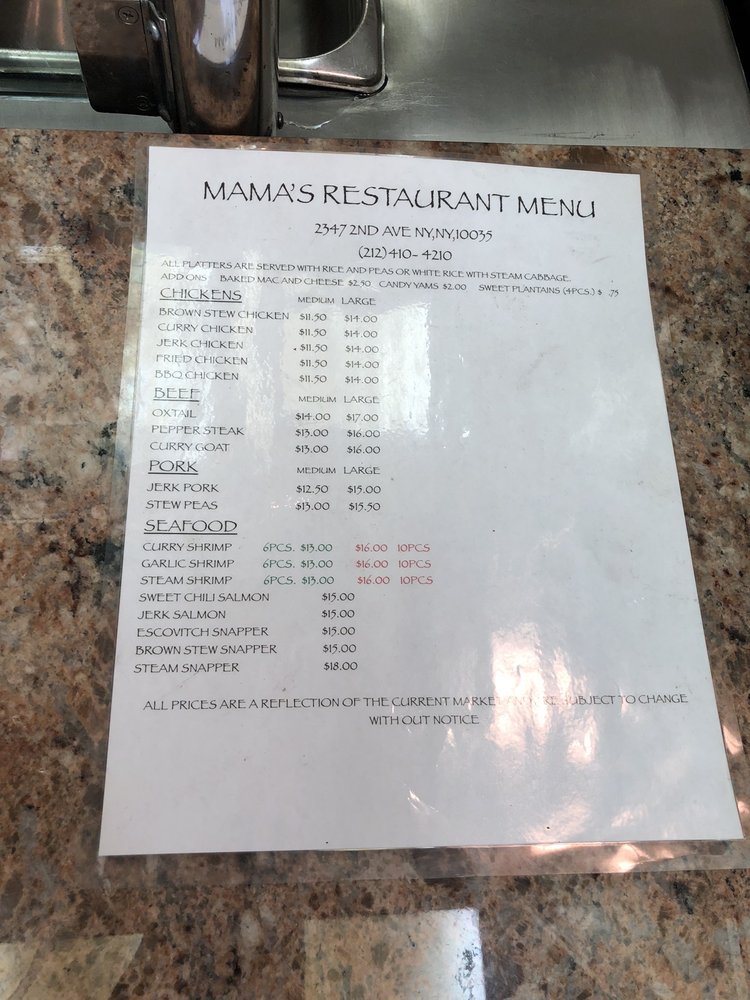 MAMA'S RESTAURANT MENU
2347 2ND AVE NY,NY,10035
(212)410- 4210
ALL PLATTERS ARE SERVED WITH RICE AND PEAS OR WHITE RICE WITH STEAM CABBAGE.
ADD ONS BAKED MAC AND CHEESE $2.50 CANDY YAMS $2.00 SWEET PLANTAINS (4PCS.) $ .75
CHICKENS MEDIUM LARGE
BROWN STEW CHICKEN $11.50 $14.00
CURRY CHICKEN $11.50 $14.00
JERK CHICKEN $11.50 $14.00
FRIED CHICKEN $11.50 $14.00
BBQ CHICKEN $11.50 $14.00
BEEF MEDIUM LARGE
OXTAIL $14.00 $17.00
PEPPER STEAK $13.00 $16.00
CURRY GOAT $13.00 $16.00
PORK MEDIUM LARGE
JERK PORK $12.50 $15.00
STEW PEAS $13.00 $15.50
SEAFOOD
CURRY SHRIMP 6PCS. $13.00 $16.00 10PCS
GARLIC SHRIMP 6PCS. $13.00 $16.00 10PCS
STEAM SHRIMP 6PCS. $13.00 $16.00 10PCS
SWEET CHILI SALMON $15.00
JERK SALMON $15.00
ESCOVITCH SNAPPER $15.00
BROWN STEW SNAPPER $15.00
STEAM SNAPPER $18.00
ALL PRICES ARE A REFLECTION OF THE CURRENT MARKET AND ARE SUBJECT TO CHANGE
WITH OUT NOTICE